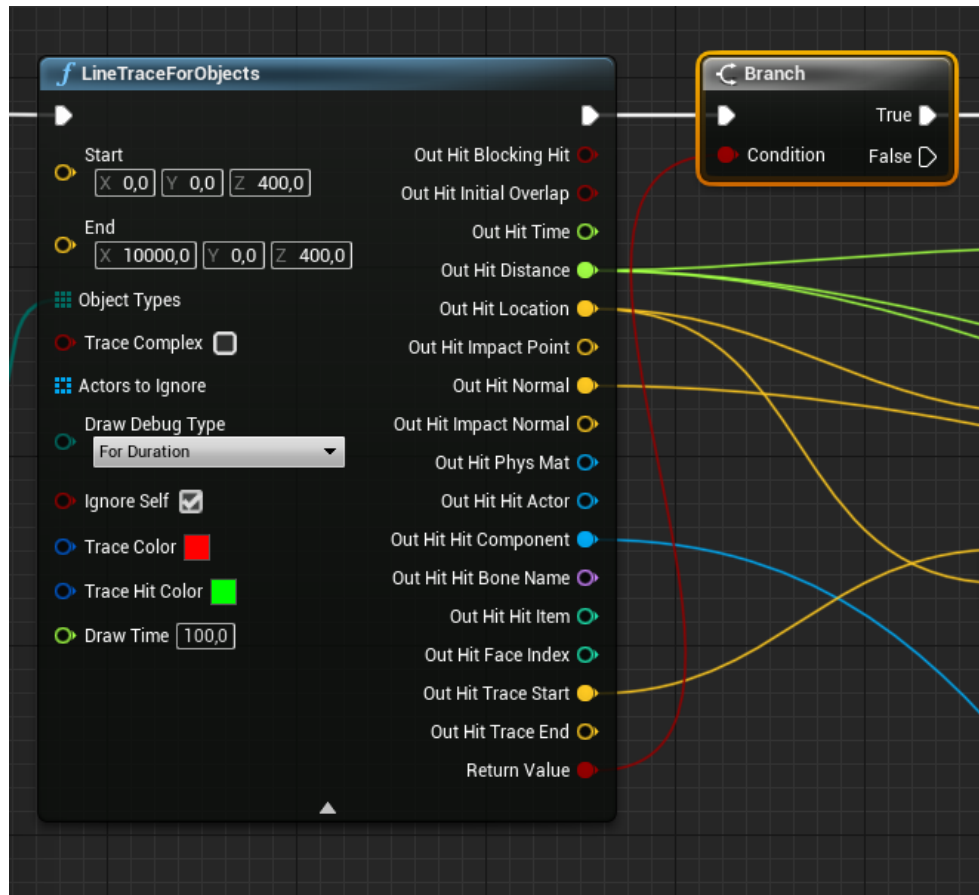 LineTraceForObjects
Start
X 0,0 Y 0,0 Z 400,0
End
X 10000,0 Y 0,0 Z 400,0
Object Types
Trace Complex
Actors to Ignore
Draw Debug Type
For Duration
Ignore Self
Trace Color
Trace Hit Color
Draw Time 100,0
Out Hit Blocking Hit
Out Hit Initial Overlap
Out Hit Time
Out Hit Distance
Out Hit Location
Out Hit Impact Point
Out Hit Normal
Out Hit Impact Normal
Out Hit Phys Mat
Out Hit Hit Actor
Out Hit Hit Component
Out Hit Hit Bone Name
Out Hit Hit Item
Out Hit Face Index
Out Hit Trace Start
Out Hit Trace End
Return Value
Branch
True
Condition False